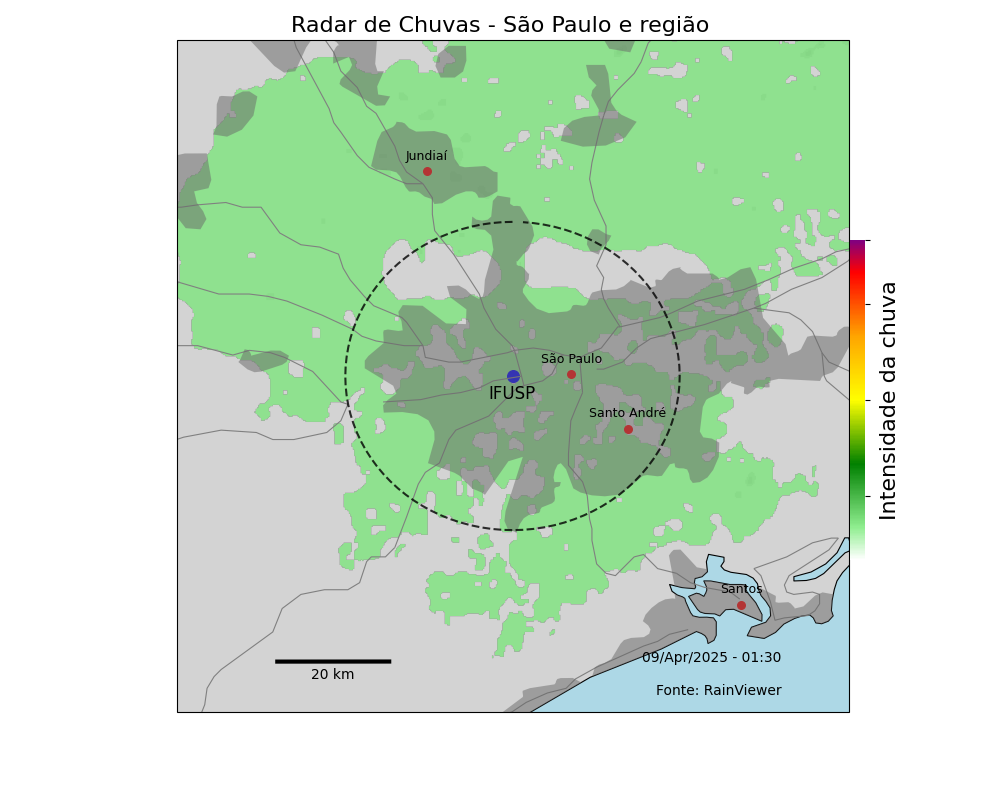 Radar de Chuvas - São Paulo e região
Jundiaí
São Paulo
IFUSP
Santo André
Intensidade da chuva
Santos
09/Apr/2025 - 01:30
20 km
Fonte: RainViewer